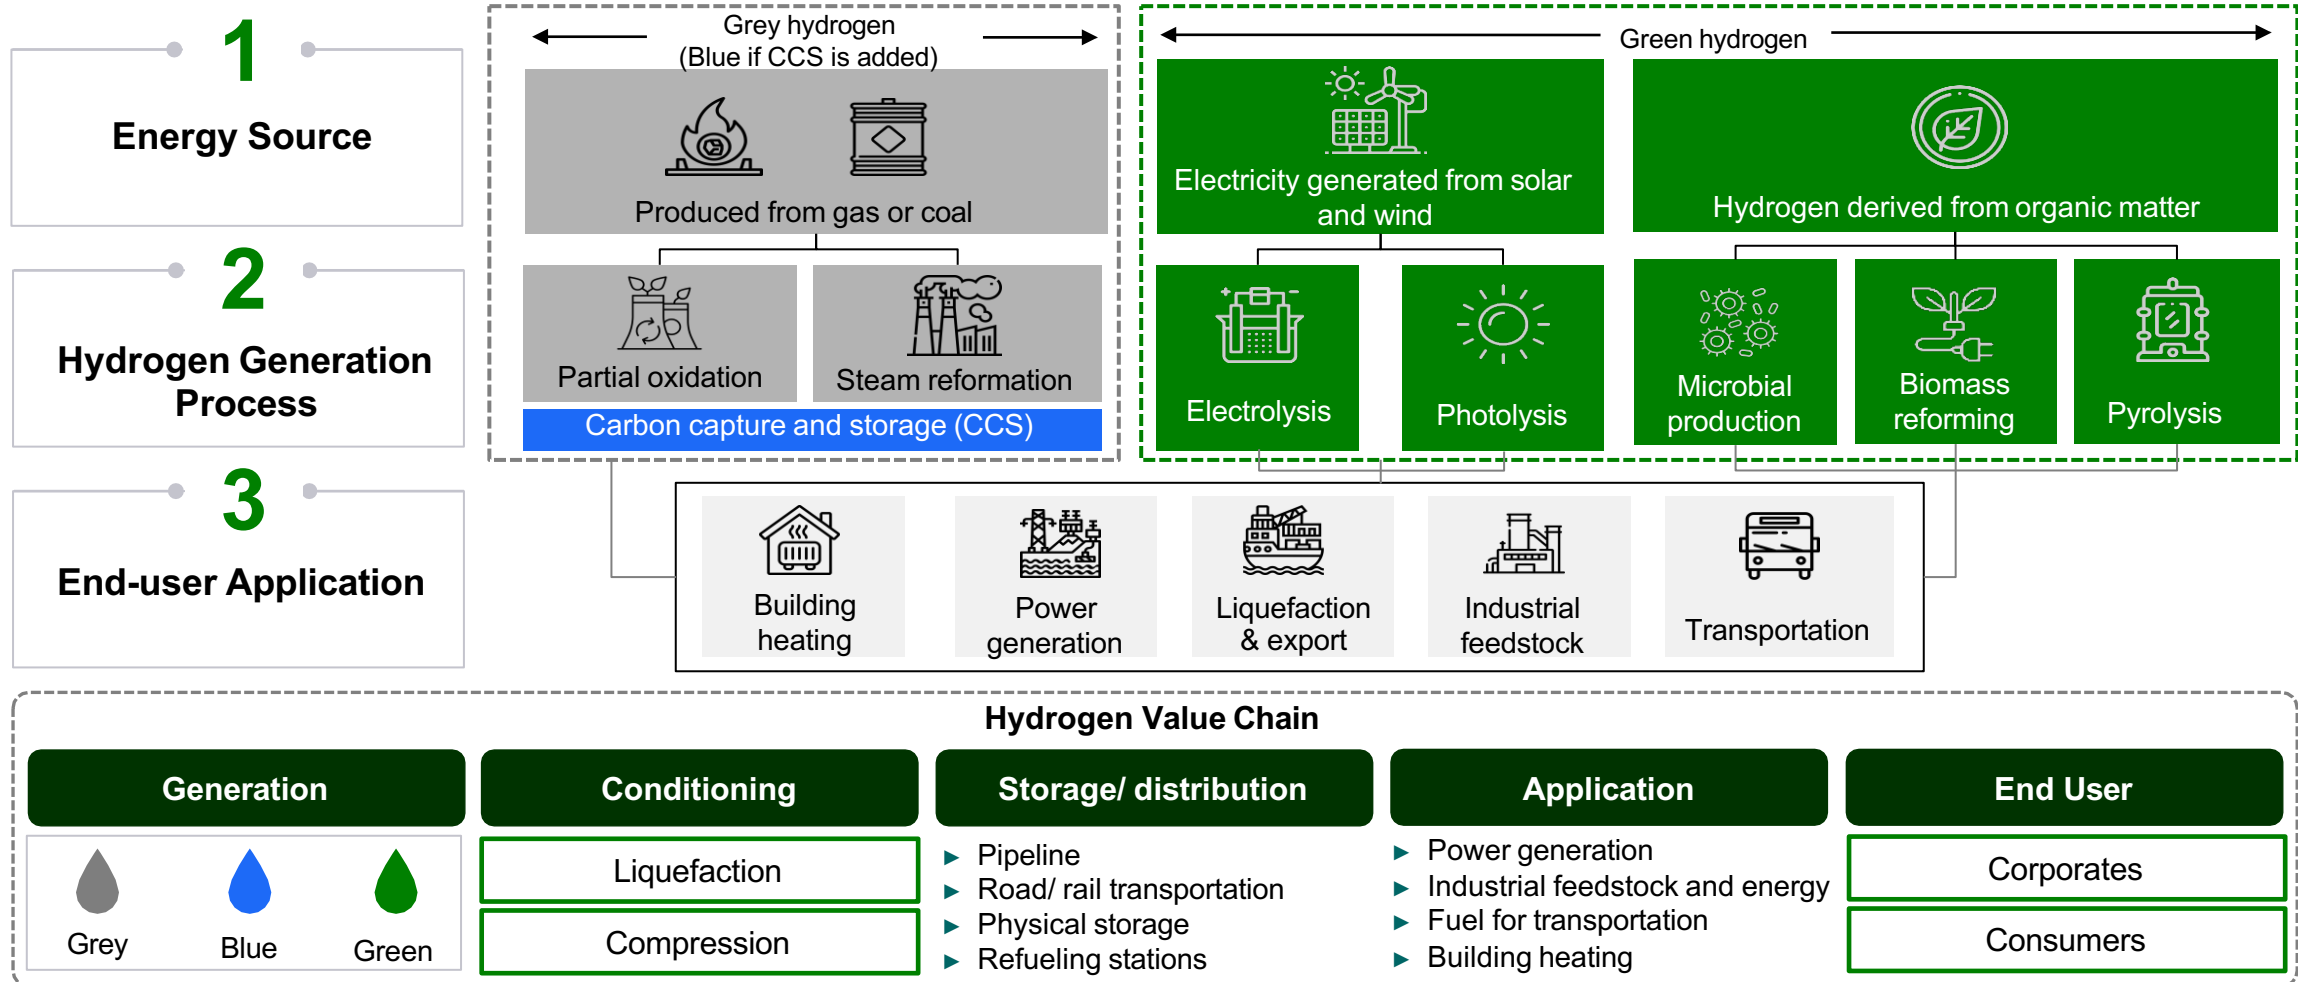 1
Energy Source
Grey hydrogen
(Blue if CCS is added)
Produced from gas or coal
Green hydrogen
Electricity generated from solar
and wind
Hydrogen derived from organic matter
2
Hydrogen Generation
Process
Partial oxidation
Steam reformation
Carbon capture and storage (CCS)
Electrolysis
Photolysis
Microbial
production
Biomass
reforming
Pyrolysis
3
End-user Application
Building
heating
Power
generation
Liquefaction
& export
Industrial
feedstock
Transportation
Hydrogen Value Chain
Generation
Grey
Blue
Green
Conditioning
Liquefaction
Compression
Storage/ distribution
► Pipeline
► Road/ rail transportation
► Physical storage
► Refueling stations
Application
► Power generation
► Industrial feedstock and energy
► Fuel for transportation
► Building heating
End User
Corporates
Consumers